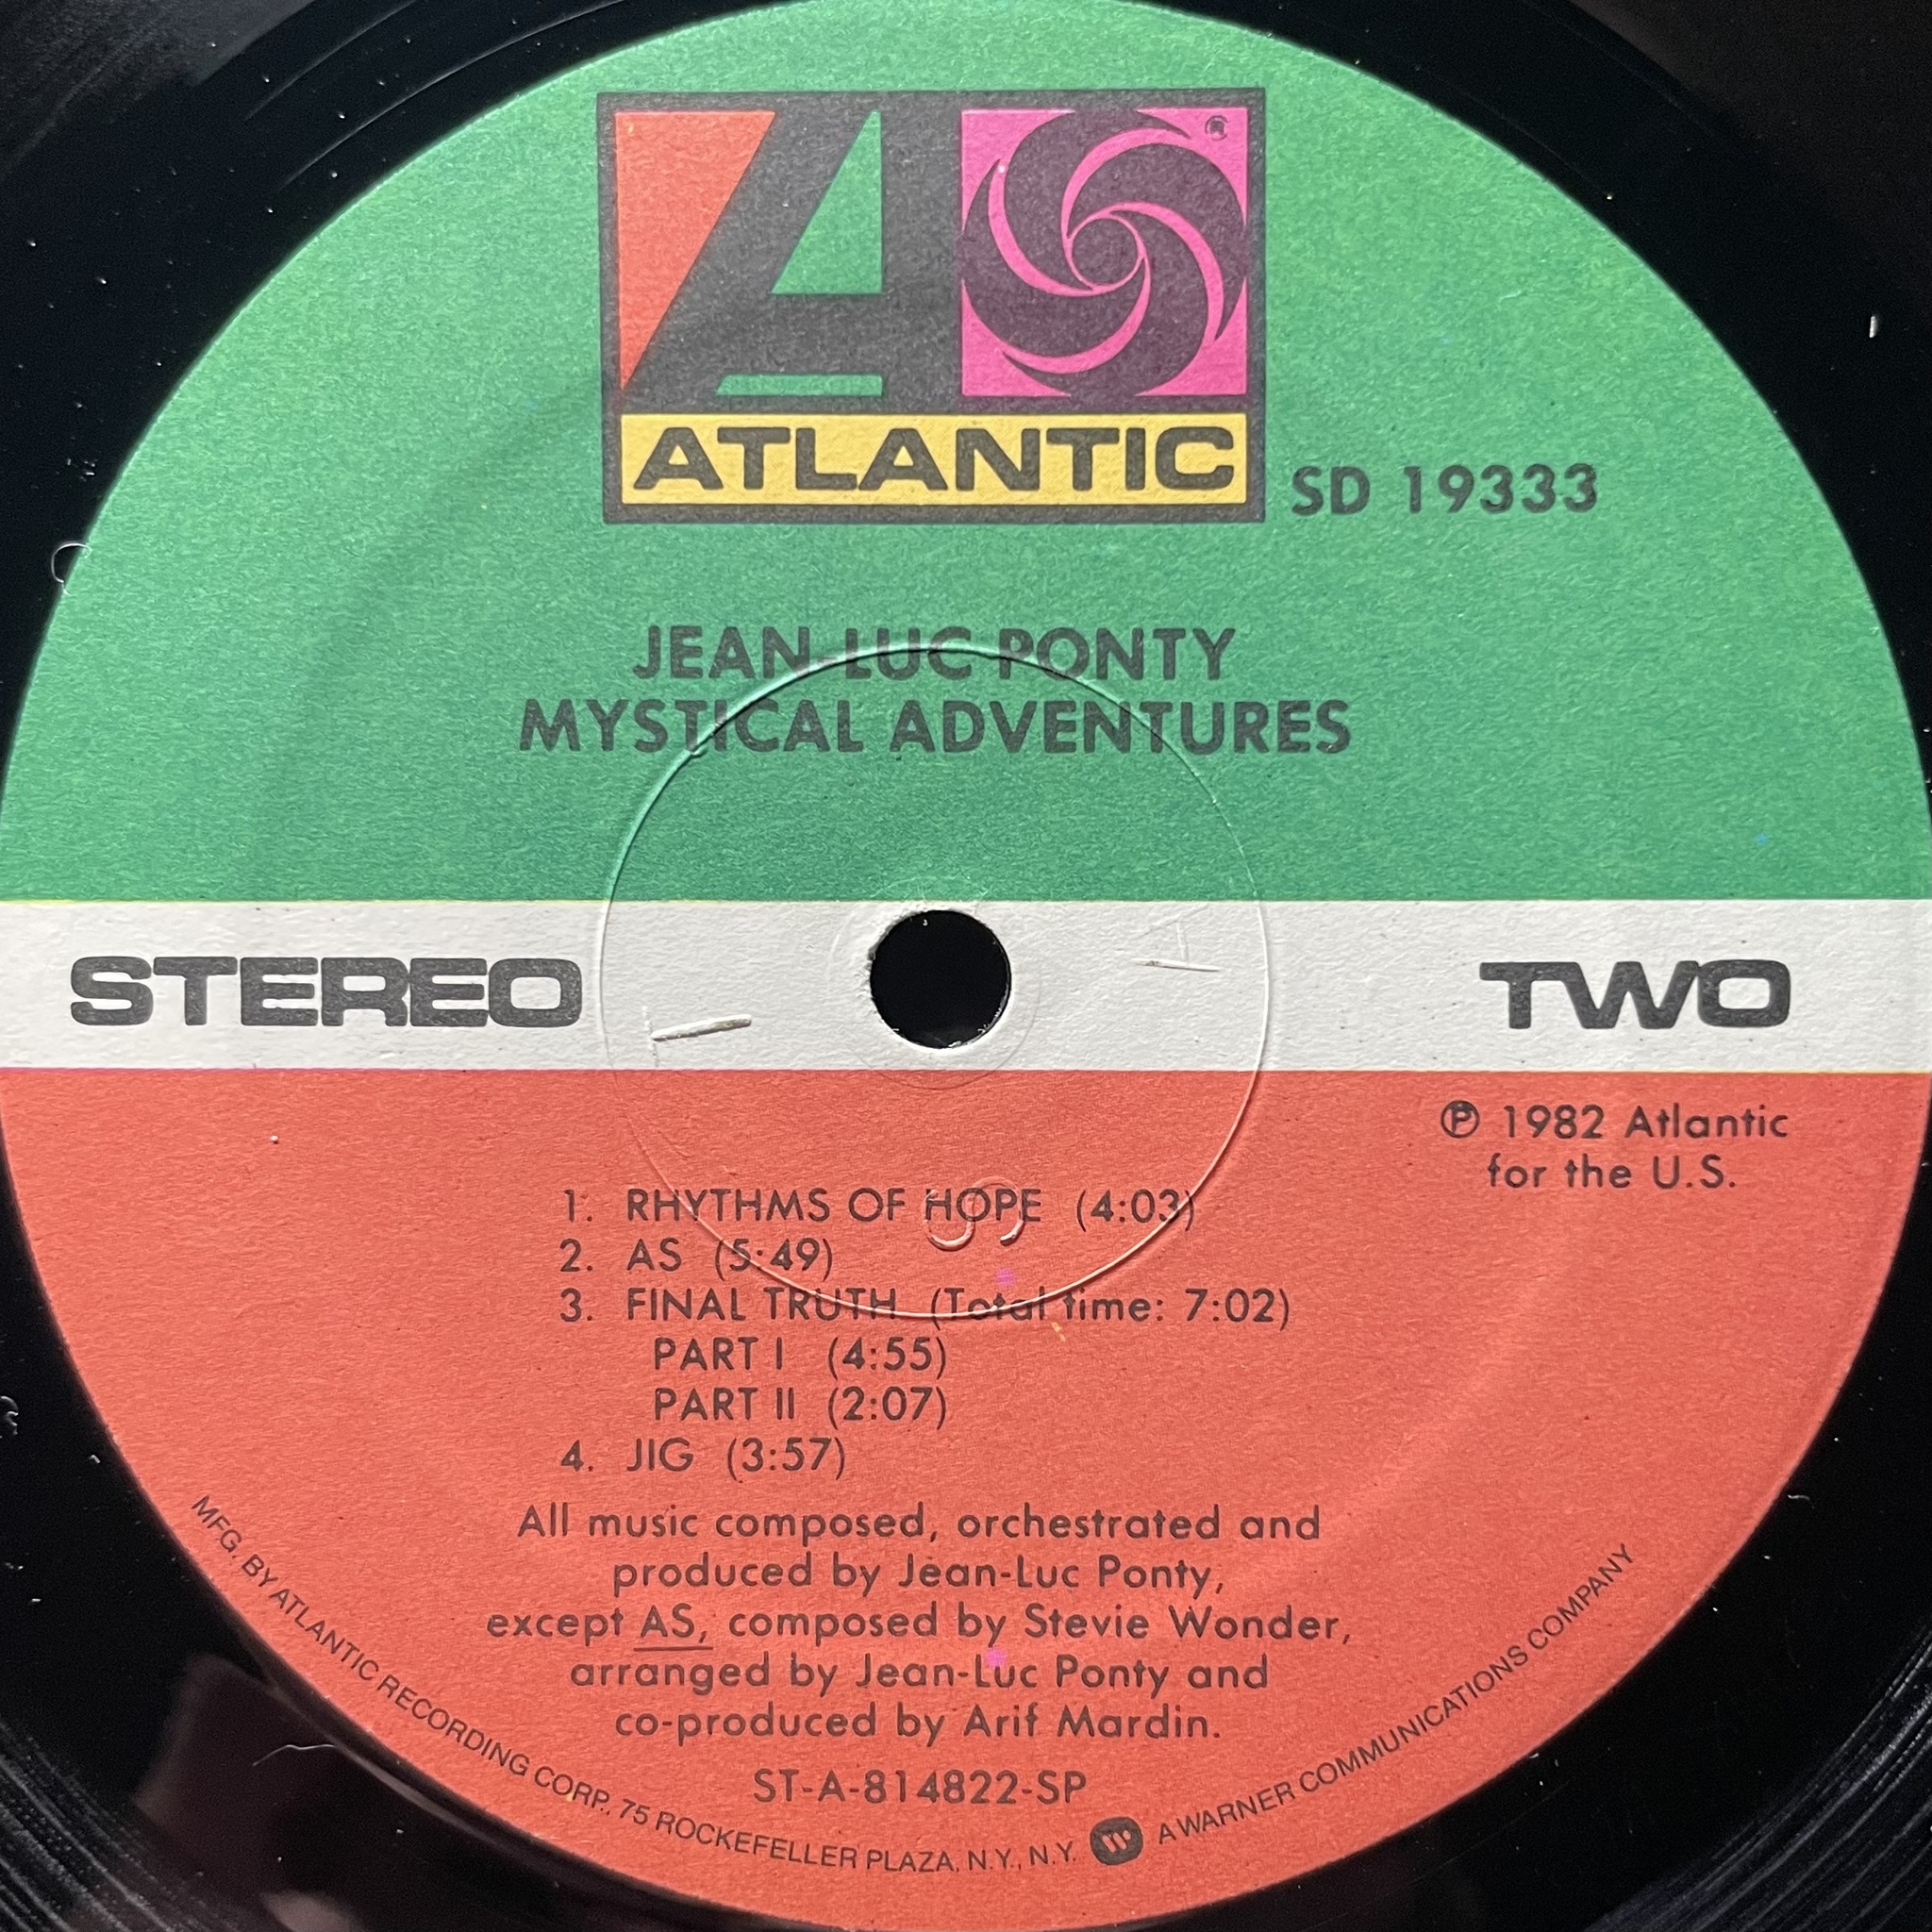 ATLANTIC
SD 19333
JEAN-LUC PONTY
MYSTICAL ADVENTURES
STEREO
TWO
℗ 1982 Atlantic
for the U.S.
1. RHYTHMS OF HOPE (4:03)
2. AS (5:49)
3. FINAL TRUTH (Total time: 7:02)
PART I (4:55)
PART II (2:07)
4. JIG (3:57)
All music composed, orchestrated and
produced by Jean-Luc Ponty,
except AS, composed by Stevie Wonder,
arranged by Jean-Luc Ponty and
co-produced by Arif Mardin.
ST-A-814822-SP
MFG. BY ATLANTIC RECORDING CORP., 75 ROCKEFELLER PLAZA, N.Y., N.Y. A WARNER COMMUNICATIONS COMPANY